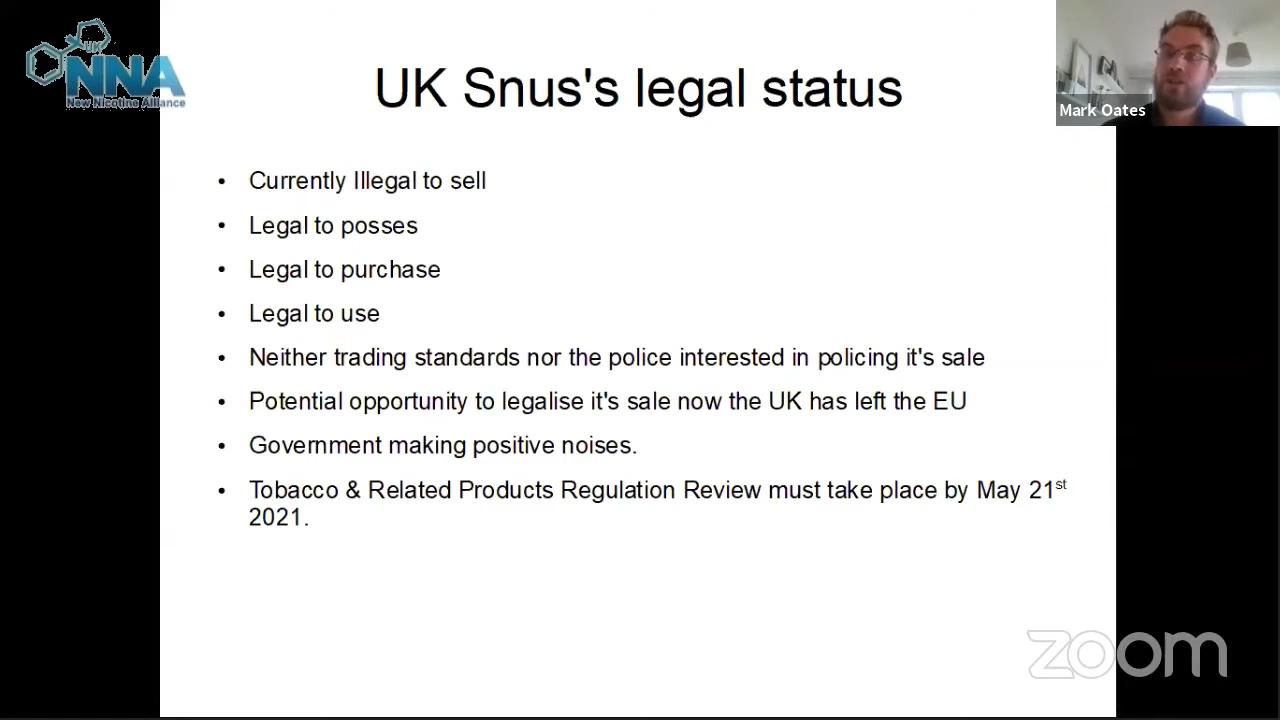 UK
NNA
New Nicotine Alliance
UK Snus's legal status
Mark Oates
• Currently Illegal to sell
• Legal to posses
• Legal to purchase
• Legal to use
• Neither trading standards nor the police interested in policing it's sale
• Potential opportunity to legalise it's sale now the UK has left the EU
• Government making positive noises.
• Tobacco & Related Products Regulation Review must take place by May 21st
2021.
zoom